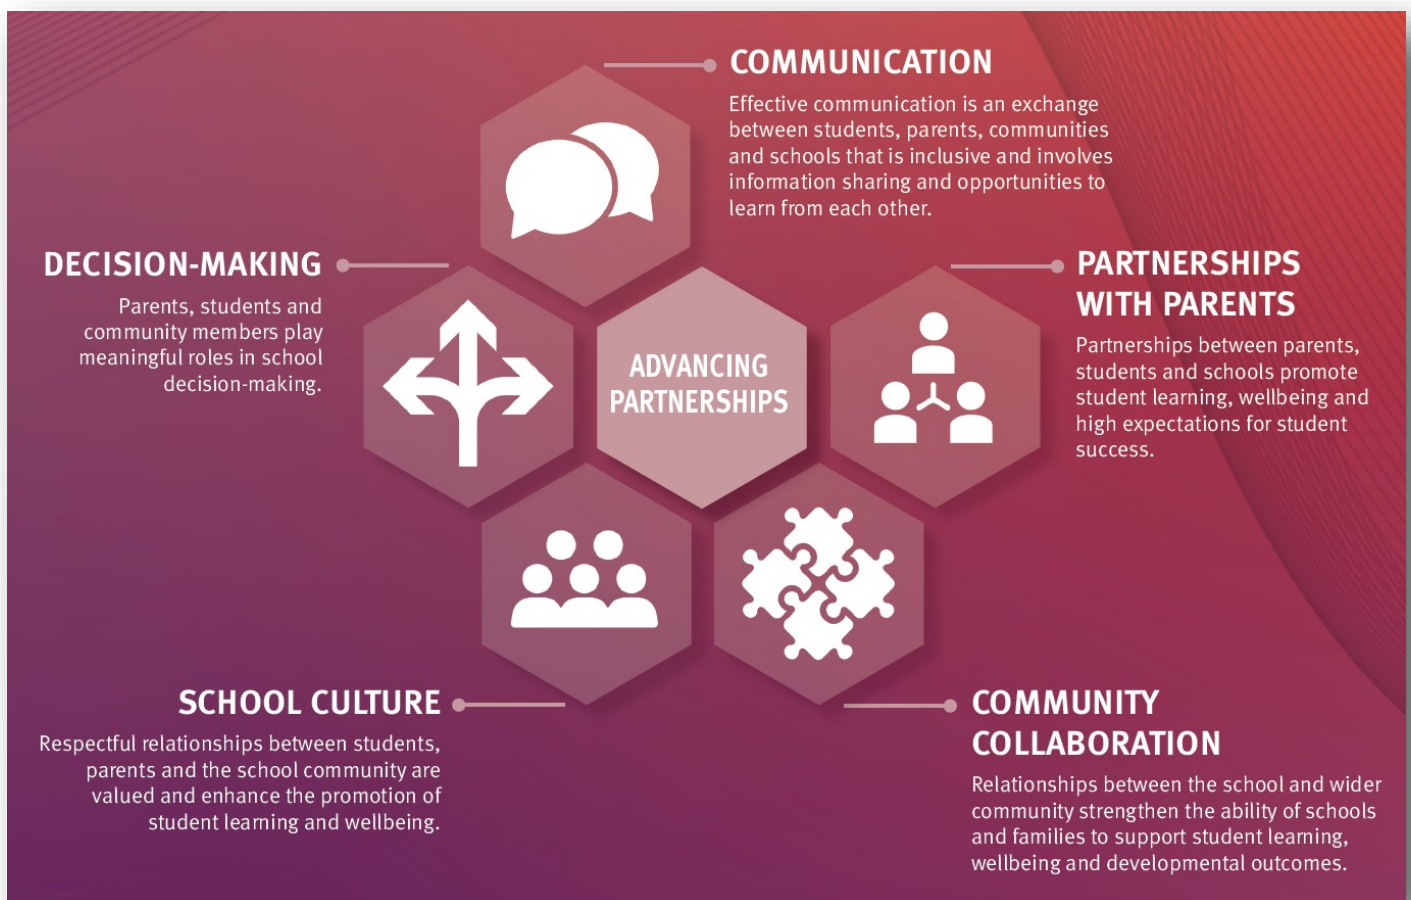 COMMUNICATION
Effective communication is an exchange
between students, parents, communities
and schools that is inclusive and involves
information sharing and opportunities to
learn from each other.
DECISION-MAKING
Parents, students and
community members play
meaningful roles in school
decision-making.
ADVANCING
PARTNERSHIPS
PARTNERSHIPS
WITH PARENTS
Partnerships between parents,
students and schools promote
student learning, wellbeing and
high expectations for student
success.
SCHOOL CULTURE
Respectful relationships between students,
parents and the school community are
valued and enhance the promotion of
student learning and wellbeing.
COMMUNITY
COLLABORATION
Relationships between the school and wider
community strengthen the ability of schools
and families to support student learning,
wellbeing and developmental outcomes.